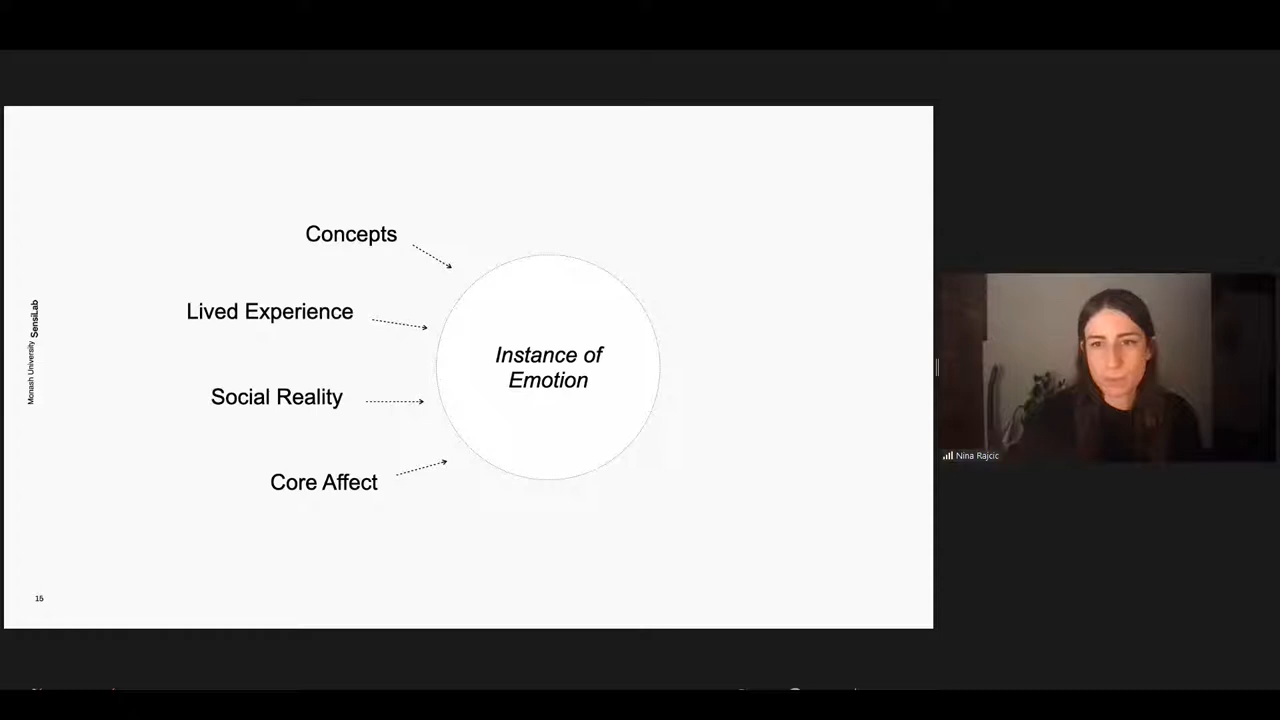 Concepts
Lived Experience
Social Reality
Core Affect
Instance of
Emotion
Monash University SensiLab
15
Nina Rajcic